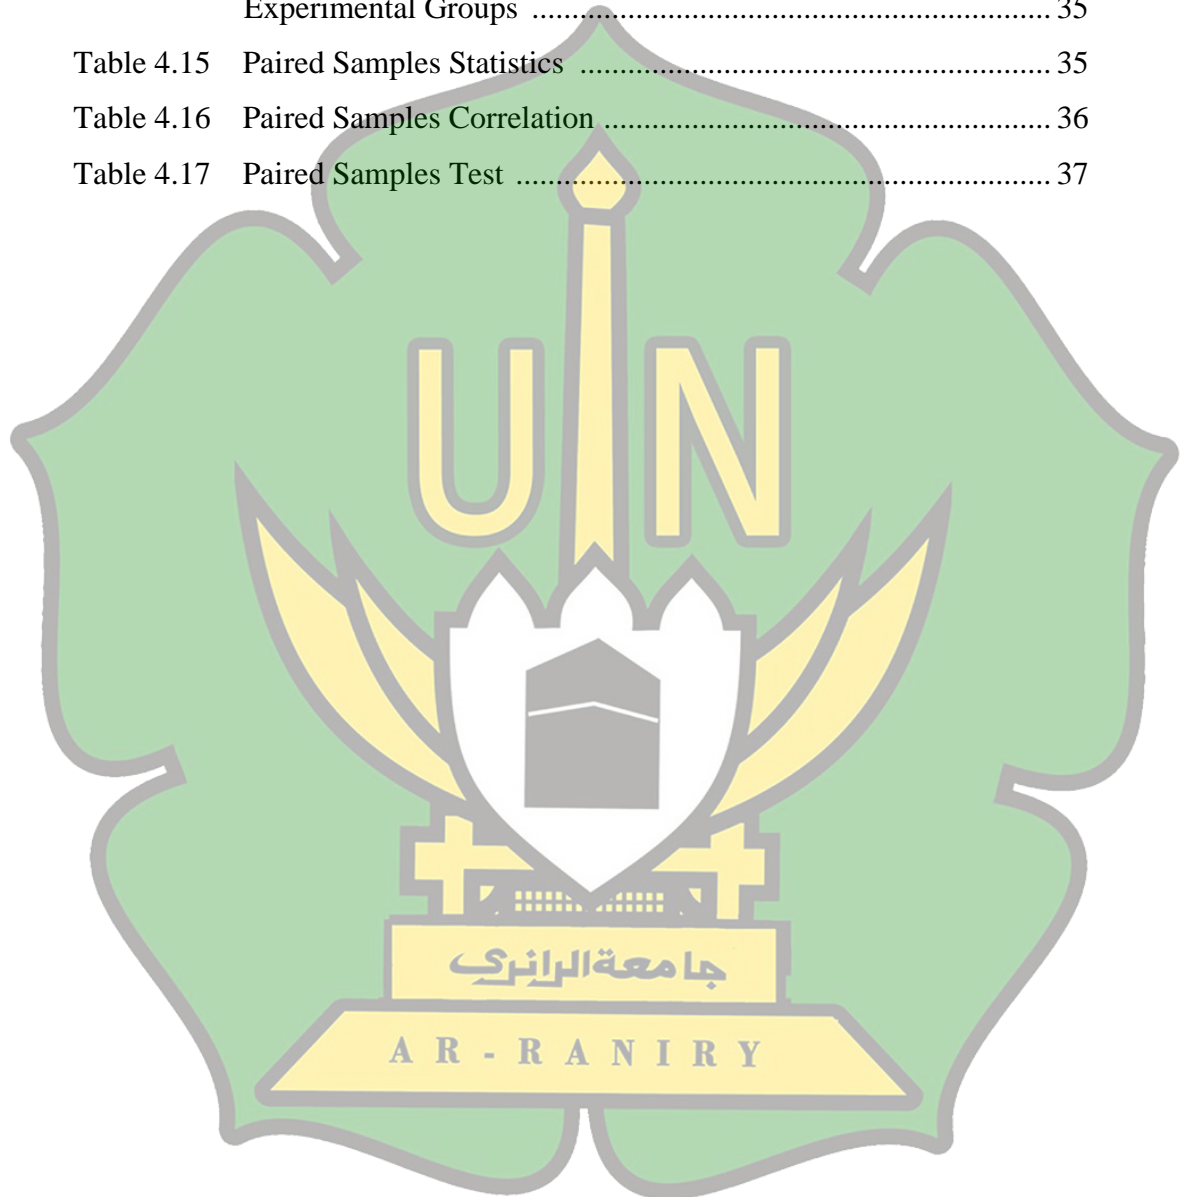 Experimental Groups ................................................................. 35
Table 4.15 Paired Samples Statistics ........................................................... 35
Table 4.16 Paired Samples Correlation ........................................................ 36
Table 4.17 Paired Samples Test ................................................................... 37
UIN
جامعة الرانري
AR-RANIRY